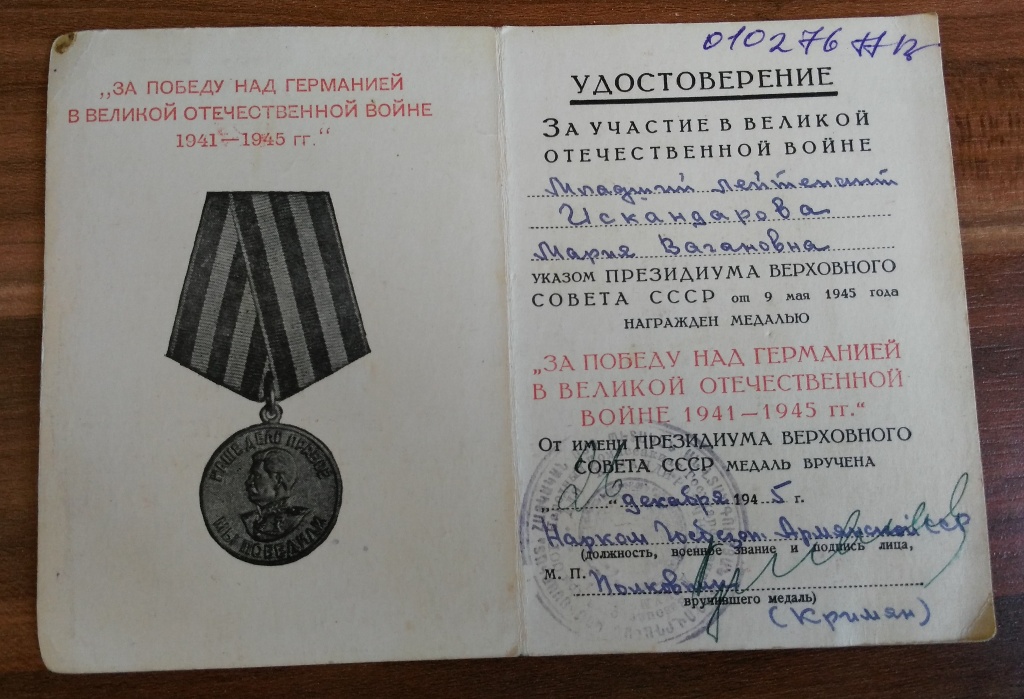 „ЗА ПОБЕДУ НАД ГЕРМАНИЕЙ
В ВЕЛИКОЙ ОТЕЧЕСТВЕННОЙ ВОЙНЕ
1941—1945 гг.“
НАШЕ ДЕЛО ПРАВОЕ
МЫ ПОБЕДИЛИ
010276
УДОСТОВЕРЕНИЕ
ЗА УЧАСТИЕ В ВЕЛИКОЙ
ОТЕЧЕСТВЕННОЙ ВОЙНЕ
Младший лейтенант
Искандарова
Мария Вагановна
УКАЗОМ ПРЕЗИДИУМА ВЕРХОВНОГО
СОВЕТА СССР от 9 мая 1945 года
НАГРАЖДЕН МЕДАЛЬЮ
„ЗА ПОБЕДУ НАД ГЕРМАНИЕЙ
В ВЕЛИКОЙ ОТЕЧЕСТВЕННОЙ
ВОЙНЕ 1941—1945 гг.“
ОТ ИМЕНИ ПРЕЗИДИУМА ВЕРХОВНОГО
СОВЕТА СССР МЕДАЛЬ ВРУЧЕНА
„26“ декабря 1945 г.
Нарком Госбезоп. Армянской ССР
(должность, военное звание и подпись лица,
М. П. Полковник
вручившего медаль)
(Кримян)